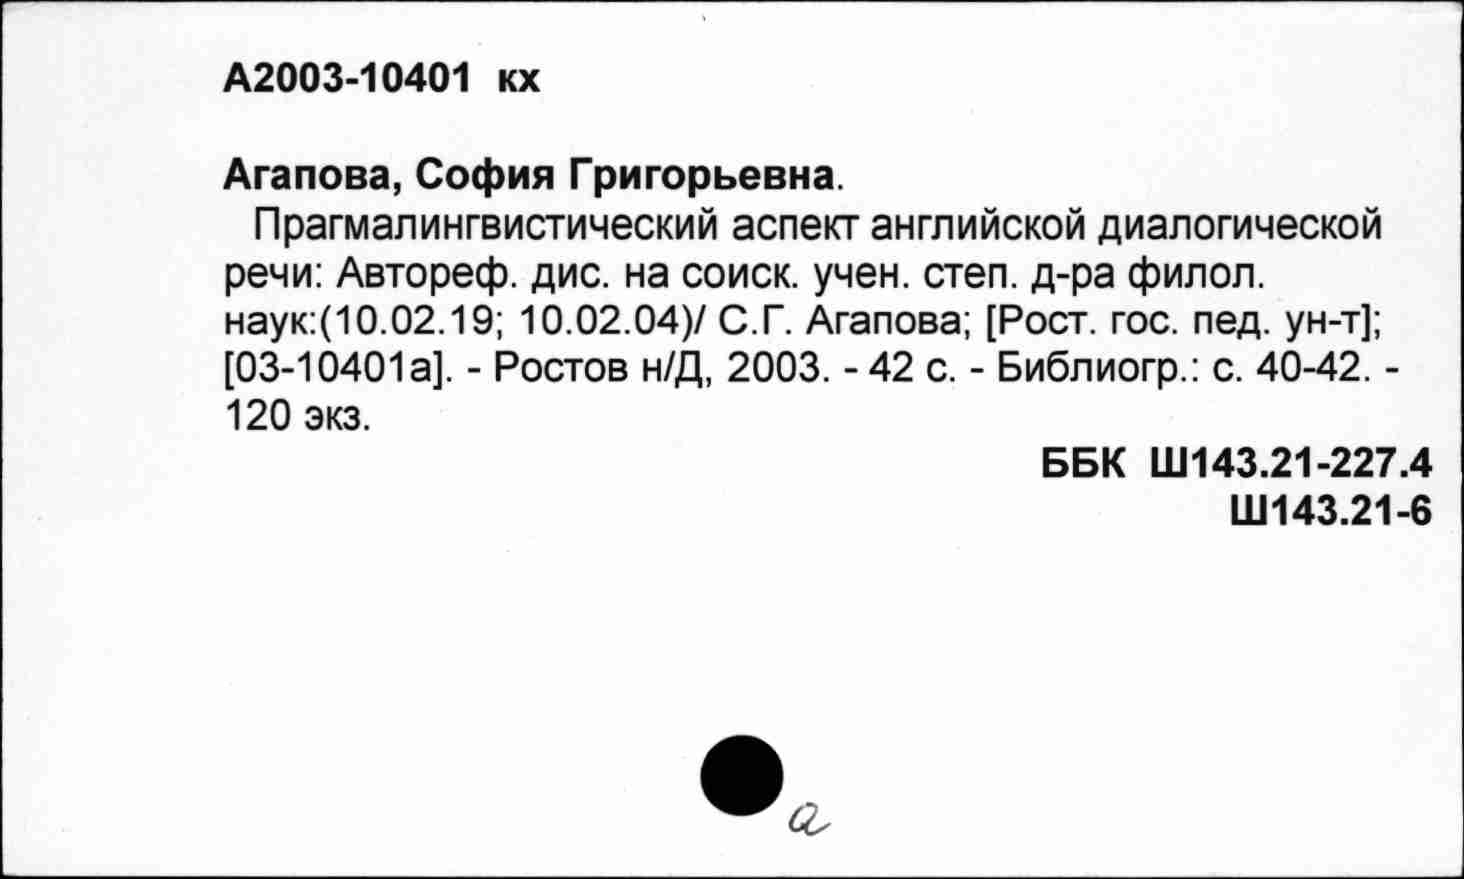 А2003-10401 кх
Агапова, София Григорьевна.
Прагмалингвистический аспект английской диалогической
речи: Автореф. дис. на соиск. учен. степ. д-ра филол.
наук:(10.02.19; 10.02.04)/ С.Г. Агапова; [Рост. гос. пед. ун-т];
[03-10401а]. - Ростов н/Д, 2003. - 42 с. - Библиогр.: с. 40-42. -
120 экз.
ББК Ш143.21-227.4
Ш143.21-6
а